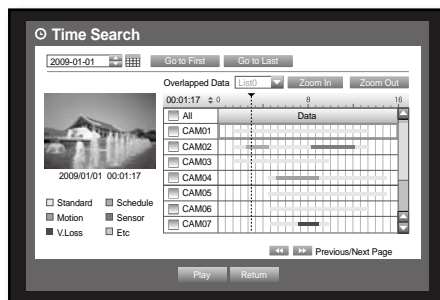 Time Search
2009-01-01 Go to First Go to Last
Overlapped Data List0 Zoom In Zoom Out
00:01:17 0 8 16
All Data
CAM01
CAM02
CAM03
CAM04
CAM05
CAM06
CAM07
2009/01/01 00:01:17
Standard Schedule
Motion Sensor
V.Loss Etc
Previous/Next Page
Play Return